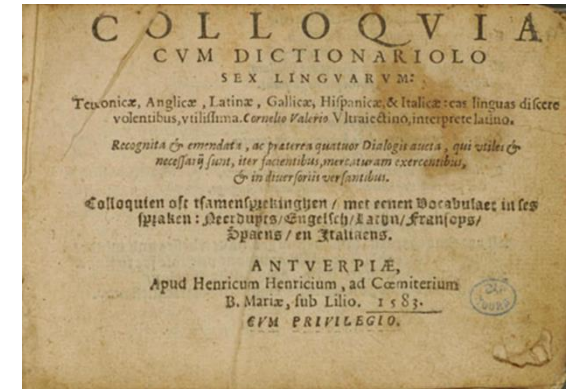 COLLOQVIA
CVM DICTIONARIOLO
SEX LINGVARVM:
Teutonicæ, Anglicæ, Latinæ, Gallicæ, Hiſpanicæ, & Italicæ: eas linguas diſcere
volentibus, vtiliſſima. Cornelio Valerio Vltraiectino, interprete latino.
Recognita & emendata, ac præterea quatuor Dialogis aucta, qui vtiles &
neceſſarij ſunt, iter facientibus, mercaturam exercentibus,
& in diuerſoriis verſantibus.
Colloquien oft tſamenſprekinghen / met eenen Vocabulaer in ſes
ſpraken: Neerduyts / Engelſch / Latyn / Franſoys /
Spaens / en Italiaens.
ANTVERPIÆ,
Apud Henricum Henricium, ad Cœmiterium
B. Mariæ, ſub Lilio. 1583.
CVM PRIVILEGIO.